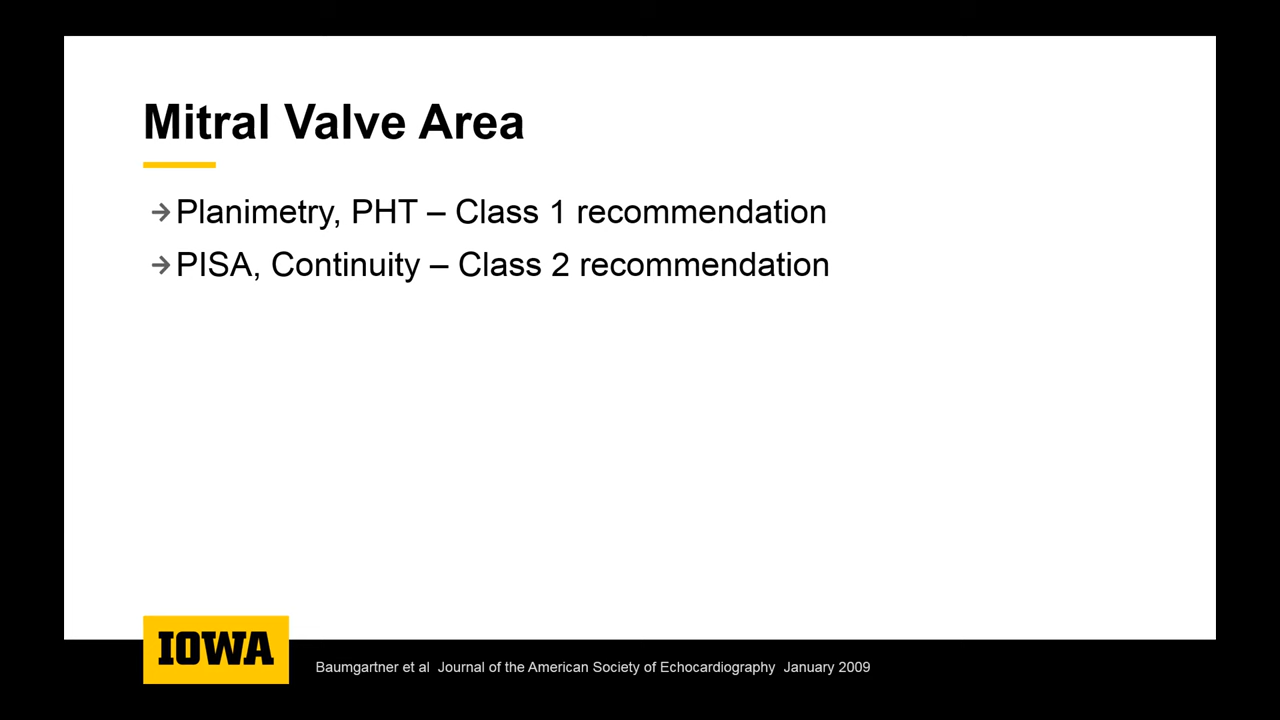 Mitral Valve Area
→Planimetry, PHT – Class 1 recommendation
→PISA, Continuity – Class 2 recommendation
IOWA
Baumgartner et al  Journal of the American Society of Echocardiography  January 2009